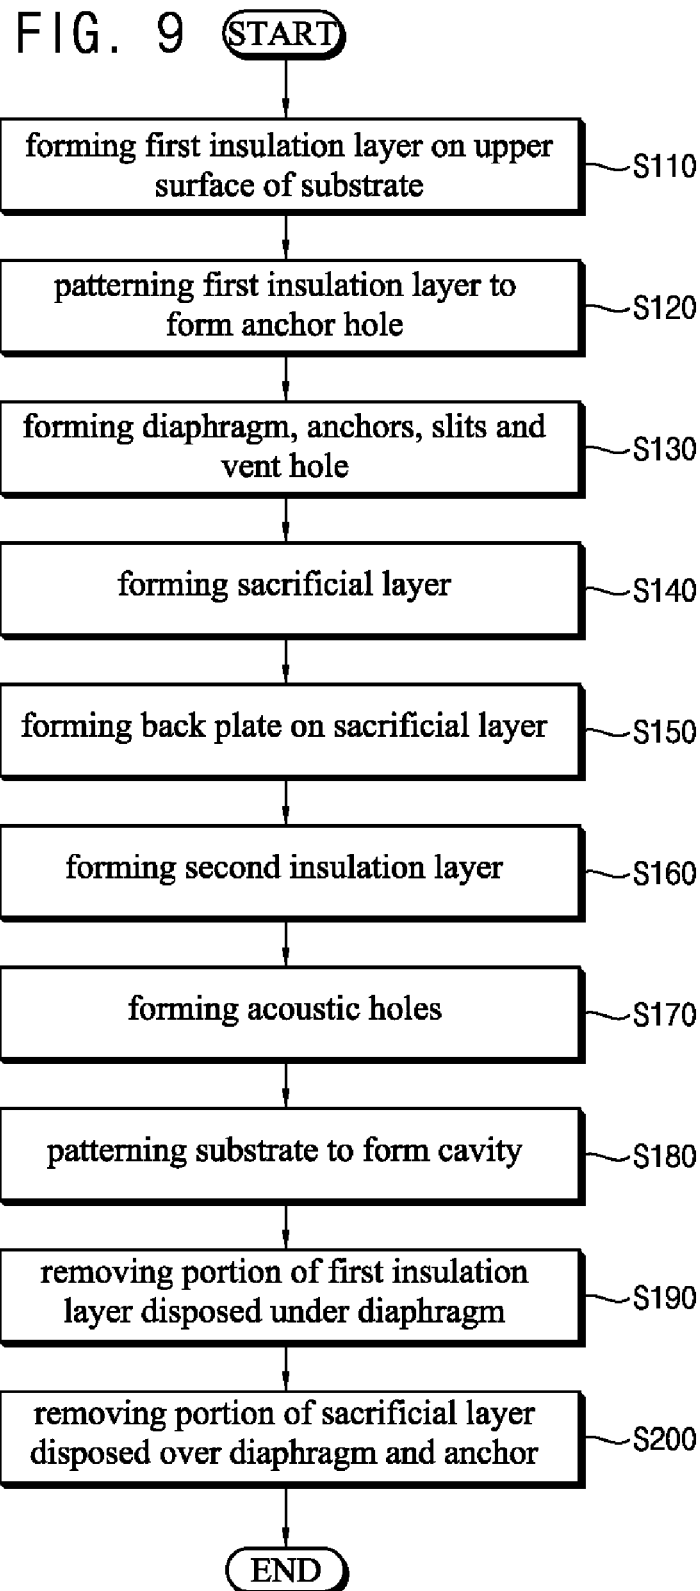 FIG. 9
START
forming first insulation layer on upper
surface of substrate
S110
patterning first insulation layer to
form anchor hole
S120
forming diaphragm, anchors, slits and
vent hole
S130
forming sacrificial layer
S140
forming back plate on sacrificial layer
S150
forming second insulation layer
S160
forming acoustic holes
S170
patterning substrate to form cavity
S180
removing portion of first insulation
layer disposed under diaphragm
S190
removing portion of sacrificial layer
disposed over diaphragm and anchor
S200
END